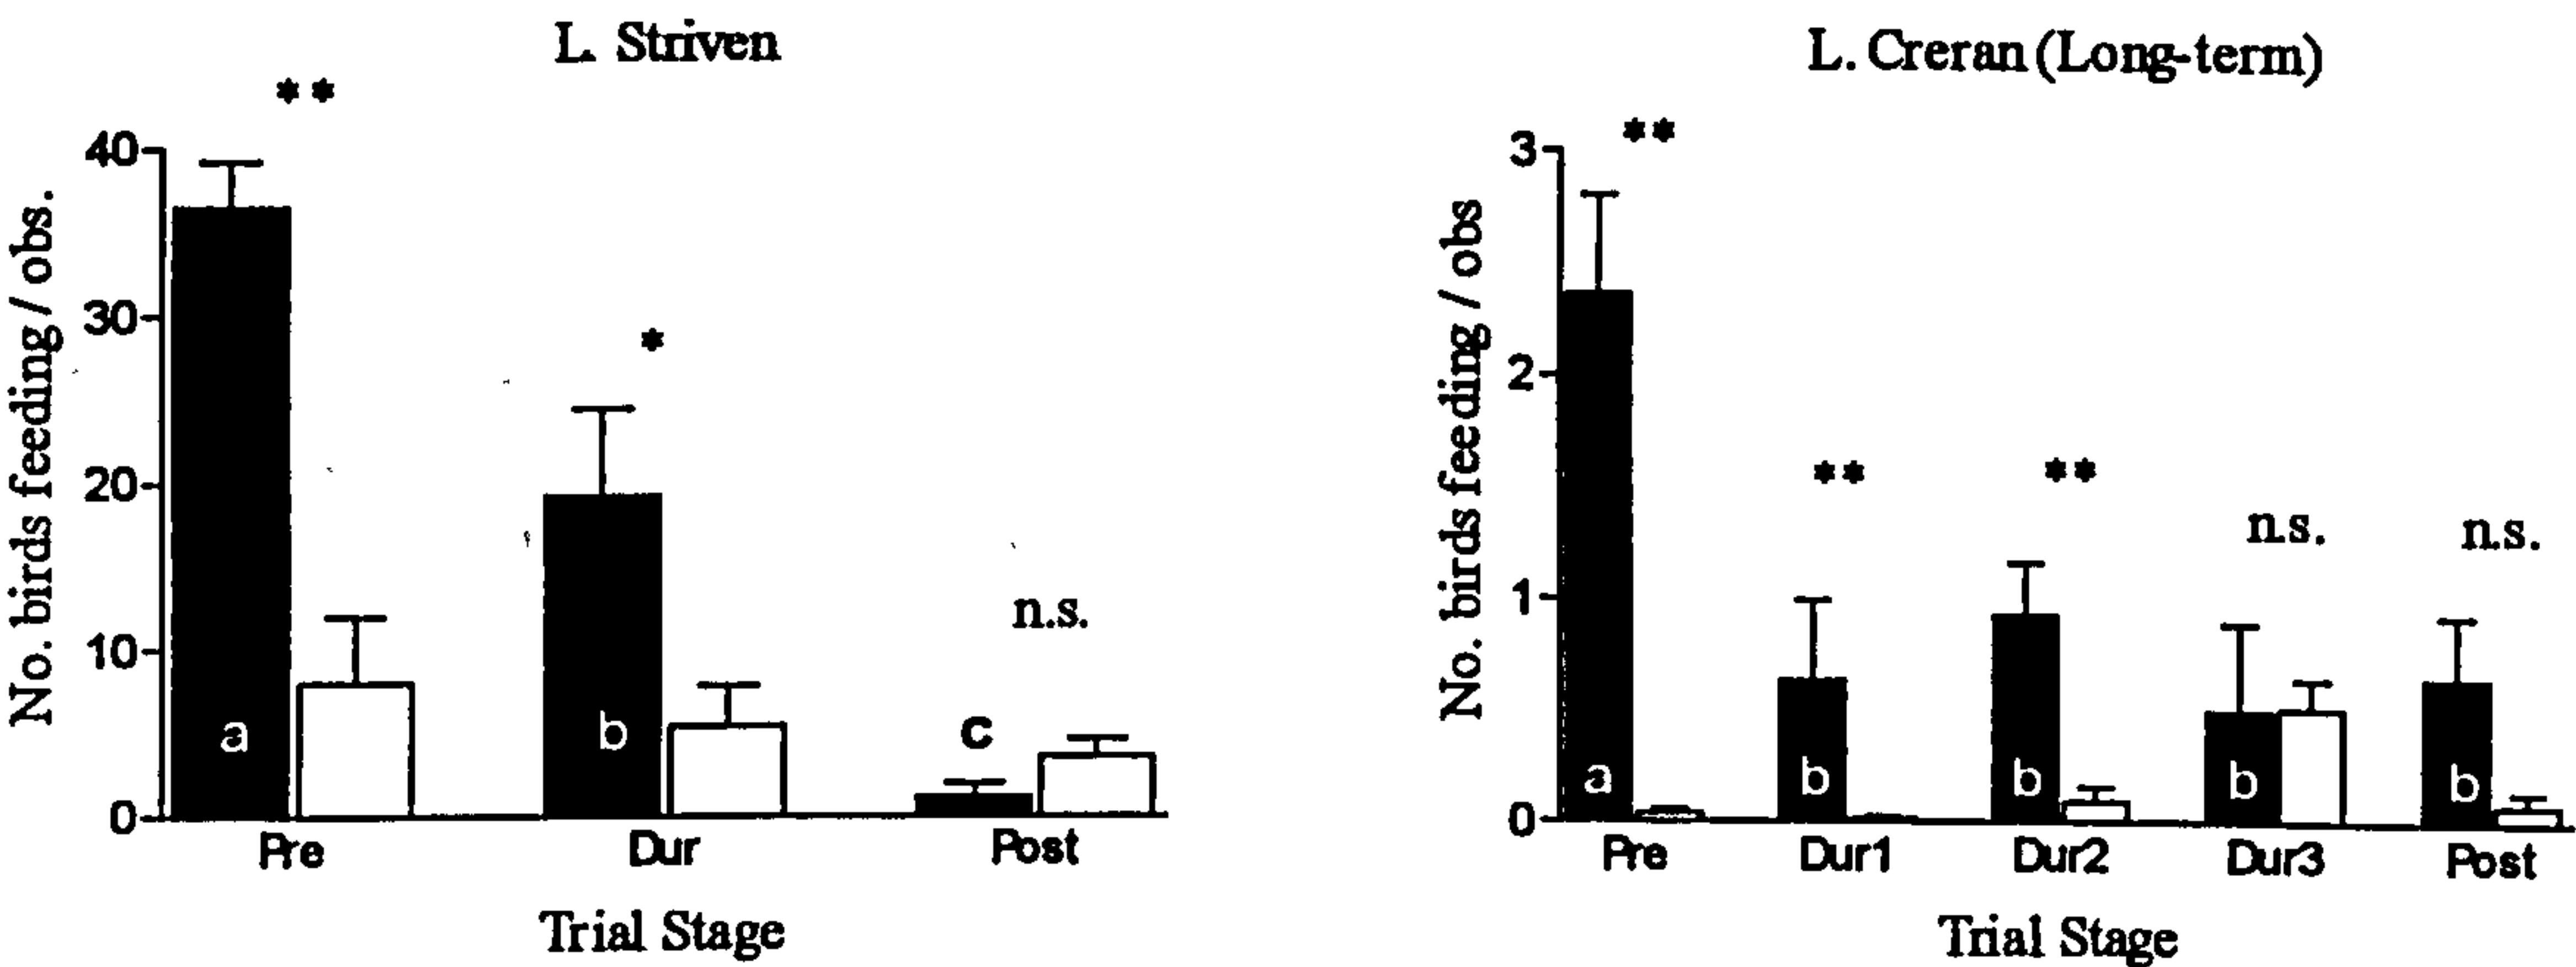 L. Striven
**
40
30
20
10
0
No. birds feeding / obs.
*
n.s.
a
b
c
Pre Dur Post
Trial Stage
L. Creran (Long-term)
**
3
2
1
0
No. birds feeding / obs
** **
n.s. n.s.
a b b b b
Pre Dur1 Dur2 Dur3 Post
Trial Stage